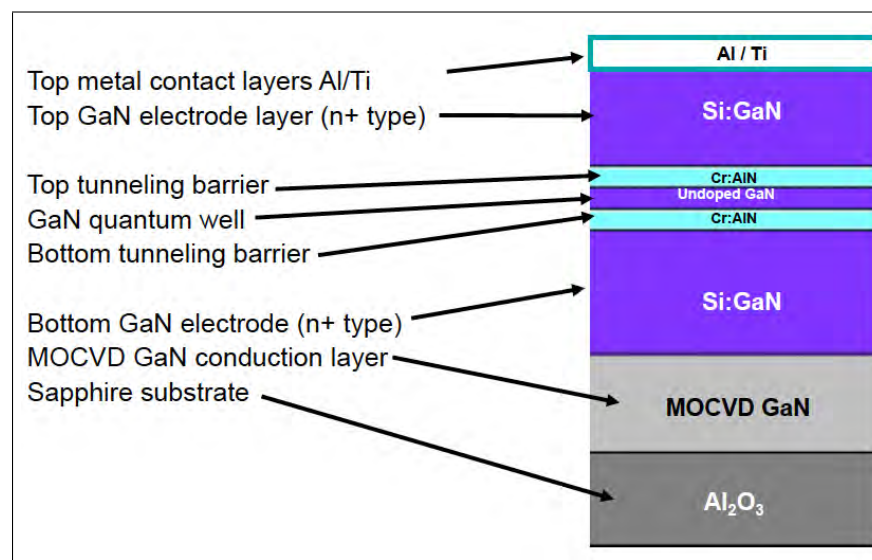 Top metal contact layers Al/Ti
Top GaN electrode layer (n+ type)
Top tunneling barrier
GaN quantum well
Bottom tunneling barrier
Bottom GaN electrode (n+ type)
MOCVD GaN conduction layer
Sapphire substrate
Al / Ti
Si:GaN
Cr:AlN
Undoped GaN
Cr:AlN
Si:GaN
MOCVD GaN
Al₂O₃